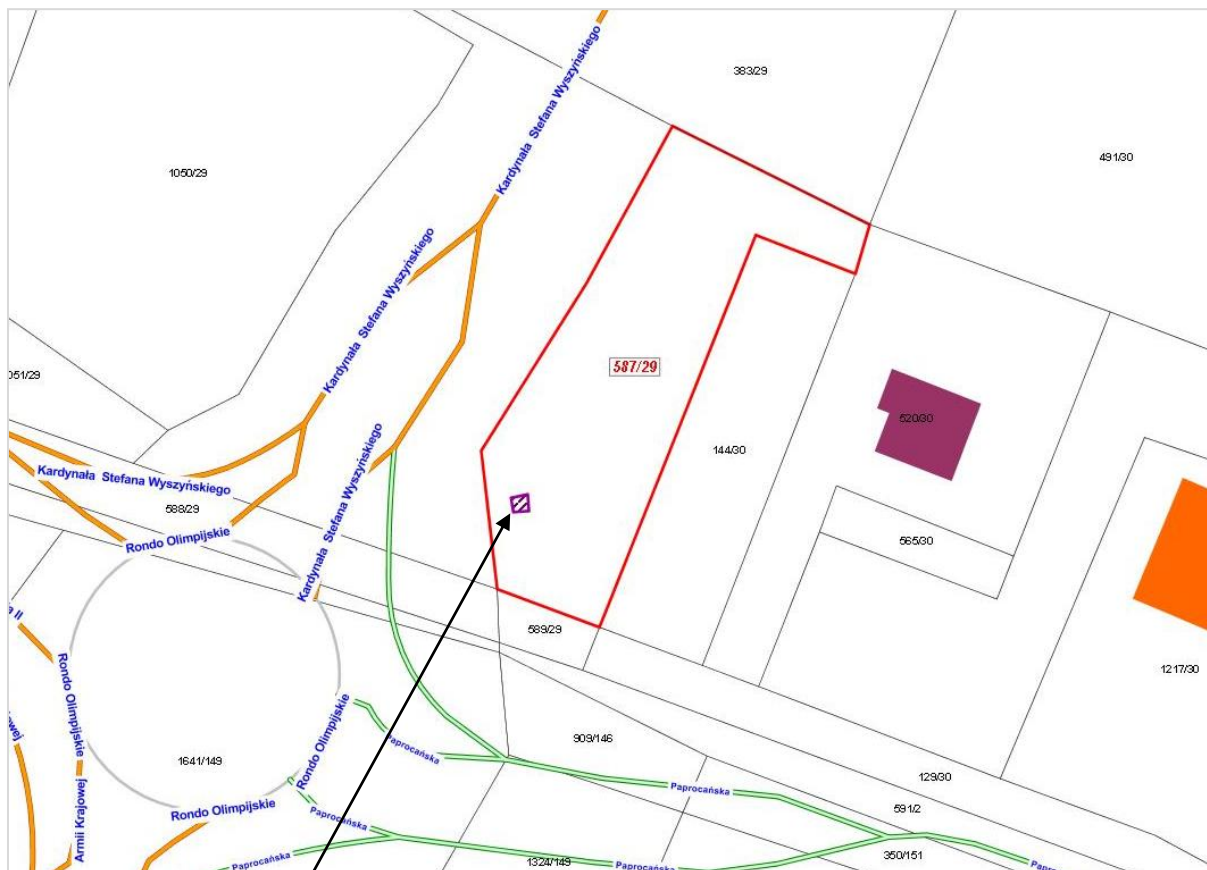 383/29
Kardynała Stefana Wyszyńskiego
491/30
1050/29
Kardynała Stefana Wyszyńskiego
587/29
051/29
520/30
Kardynała Stefana Wyszyńskiego
144/30
Kardynała Stefana Wyszyńskiego
588/29
Rondo Olimpijskie
565/30
a II
589/29
1217/30
Rondo Olimpijskie
Rondo Olimpijskie
owej
909/146
Paprocańska
1641/149
129/30
Paprocańska
591/2
Armii Krajowej
Rondo Olimpijskie
Paprocańska
350/151
Paprocańska
1324/149
Paprocańska
Pap